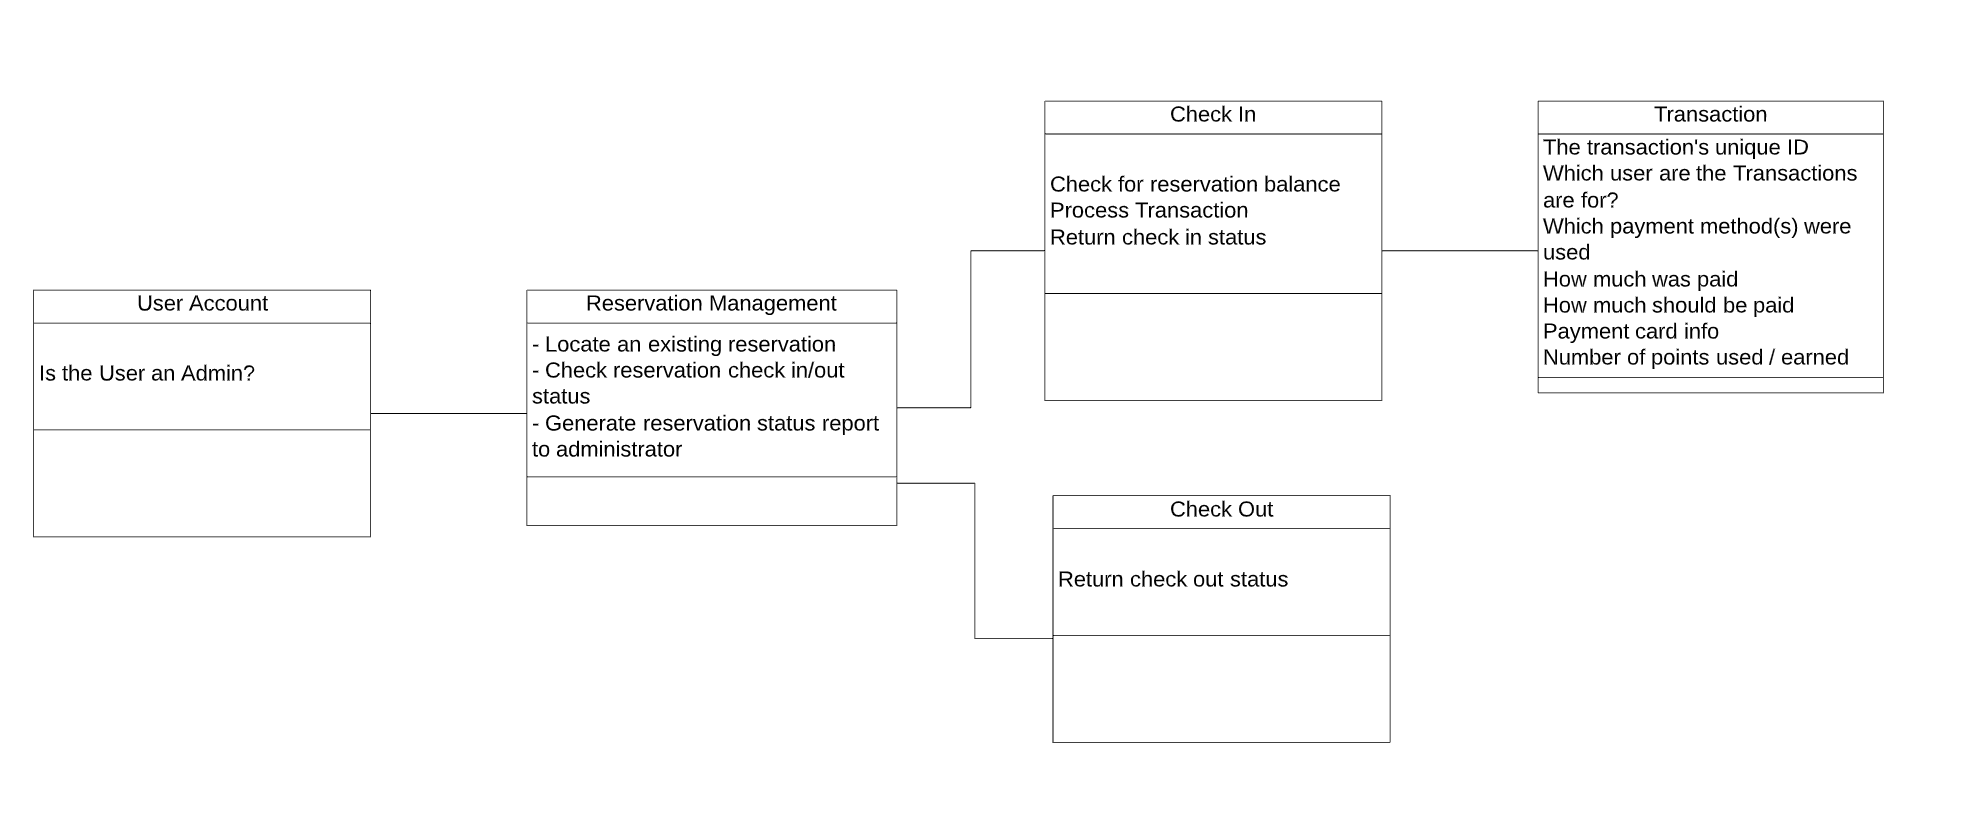 User Account
Is the User an Admin?
Reservation Management
- Locate an existing reservation
- Check reservation check in/out
status
- Generate reservation status report
to administrator
Check In
Check for reservation balance
Process Transaction
Return check in status
Transaction
The transaction's unique ID
Which user are the Transactions
are for?
Which payment method(s) were
used
How much was paid
How much should be paid
Payment card info
Number of points used / earned
Check Out
Return check out status